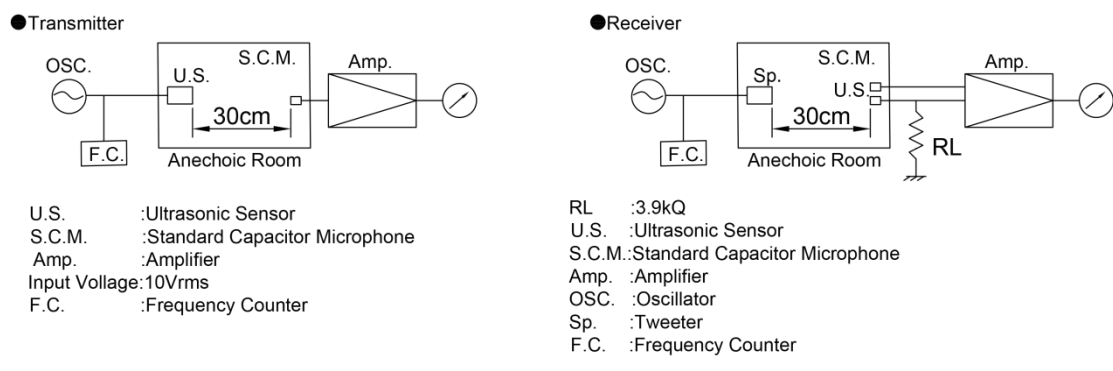 ●Transmitter
OSC.
U.S.
S.C.M.
Amp.
30cm
F.C.
Anechoic Room
U.S. :Ultrasonic Sensor
S.C.M. :Standard Capacitor Microphone
Amp. :Amplifier
Input Vollage:10Vrms
F.C. :Frequency Counter
●Receiver
OSC.
Sp.
S.C.M.
U.S.
Amp.
30cm
F.C.
Anechoic Room
RL
RL :3.9kQ
U.S. :Ultrasonic Sensor
S.C.M.:Standard Capacitor Microphone
Amp. :Amplifier
OSC. :Oscillator
Sp. :Tweeter
F.C. :Frequency Counter